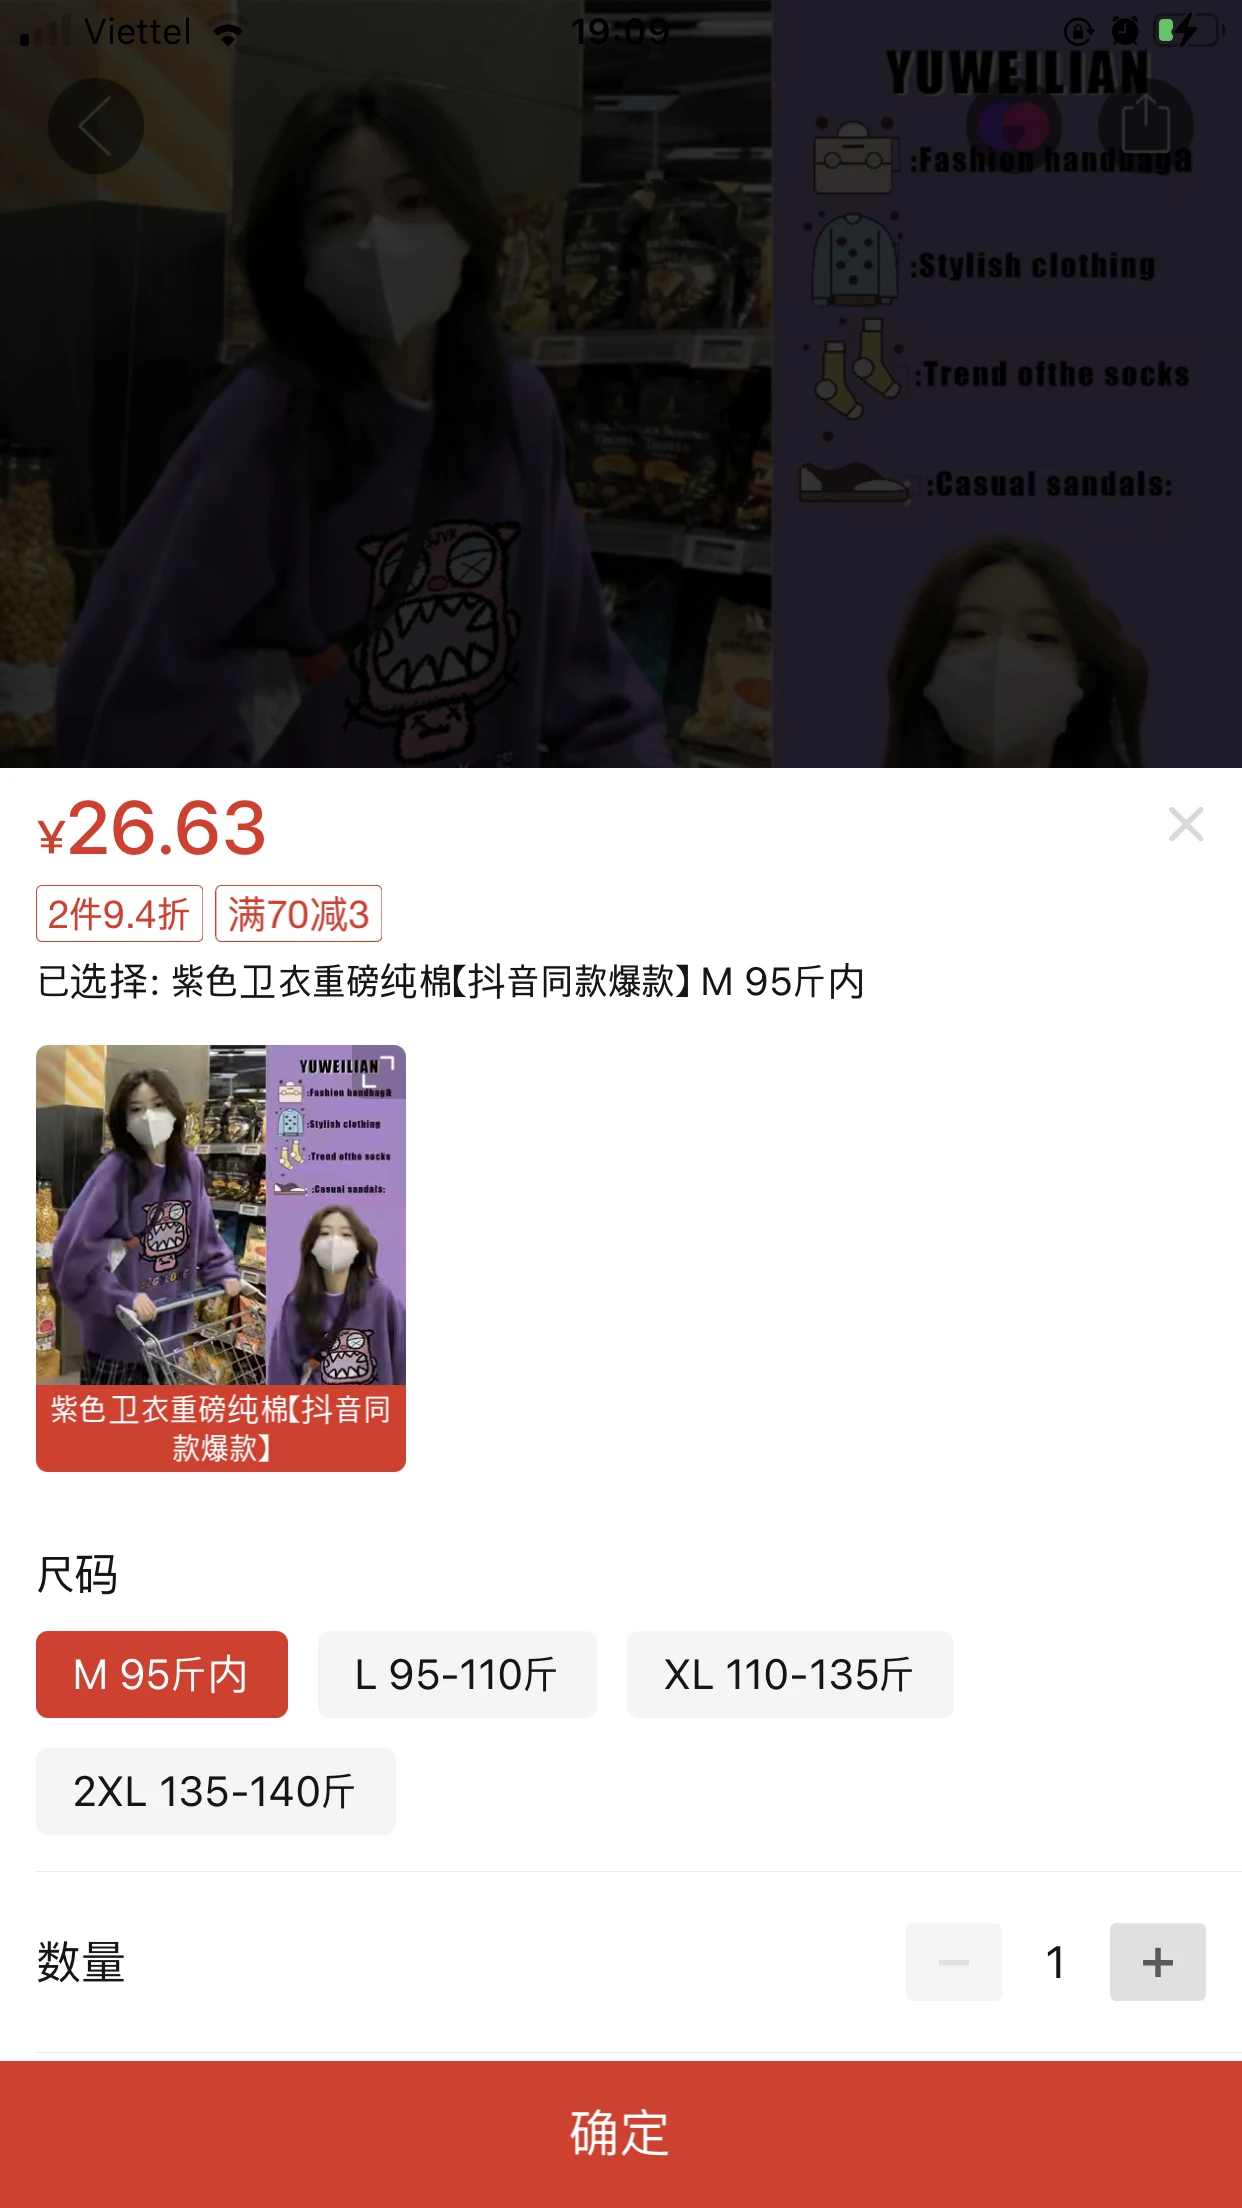 Viettel
19:09
YUWEILIAN
:Fashion handbaga
:Stylish clothing
:Trend ofthe socks
:Casual sandals:
SJVK
¥26.63
2件9.4折
满70减3
已选择: 紫色卫衣重磅纯棉【抖音同款爆款】 M 95斤内
YUWEILIAN
:Fashion handbaga
:Stylish clothing
:Trend ofthe socks
:Casual sandals:
紫色卫衣重磅纯棉【抖音同
款爆款】
尺码
M 95斤内
L 95-110斤
XL 110-135斤
2XL 135-140斤
数量
1
确定